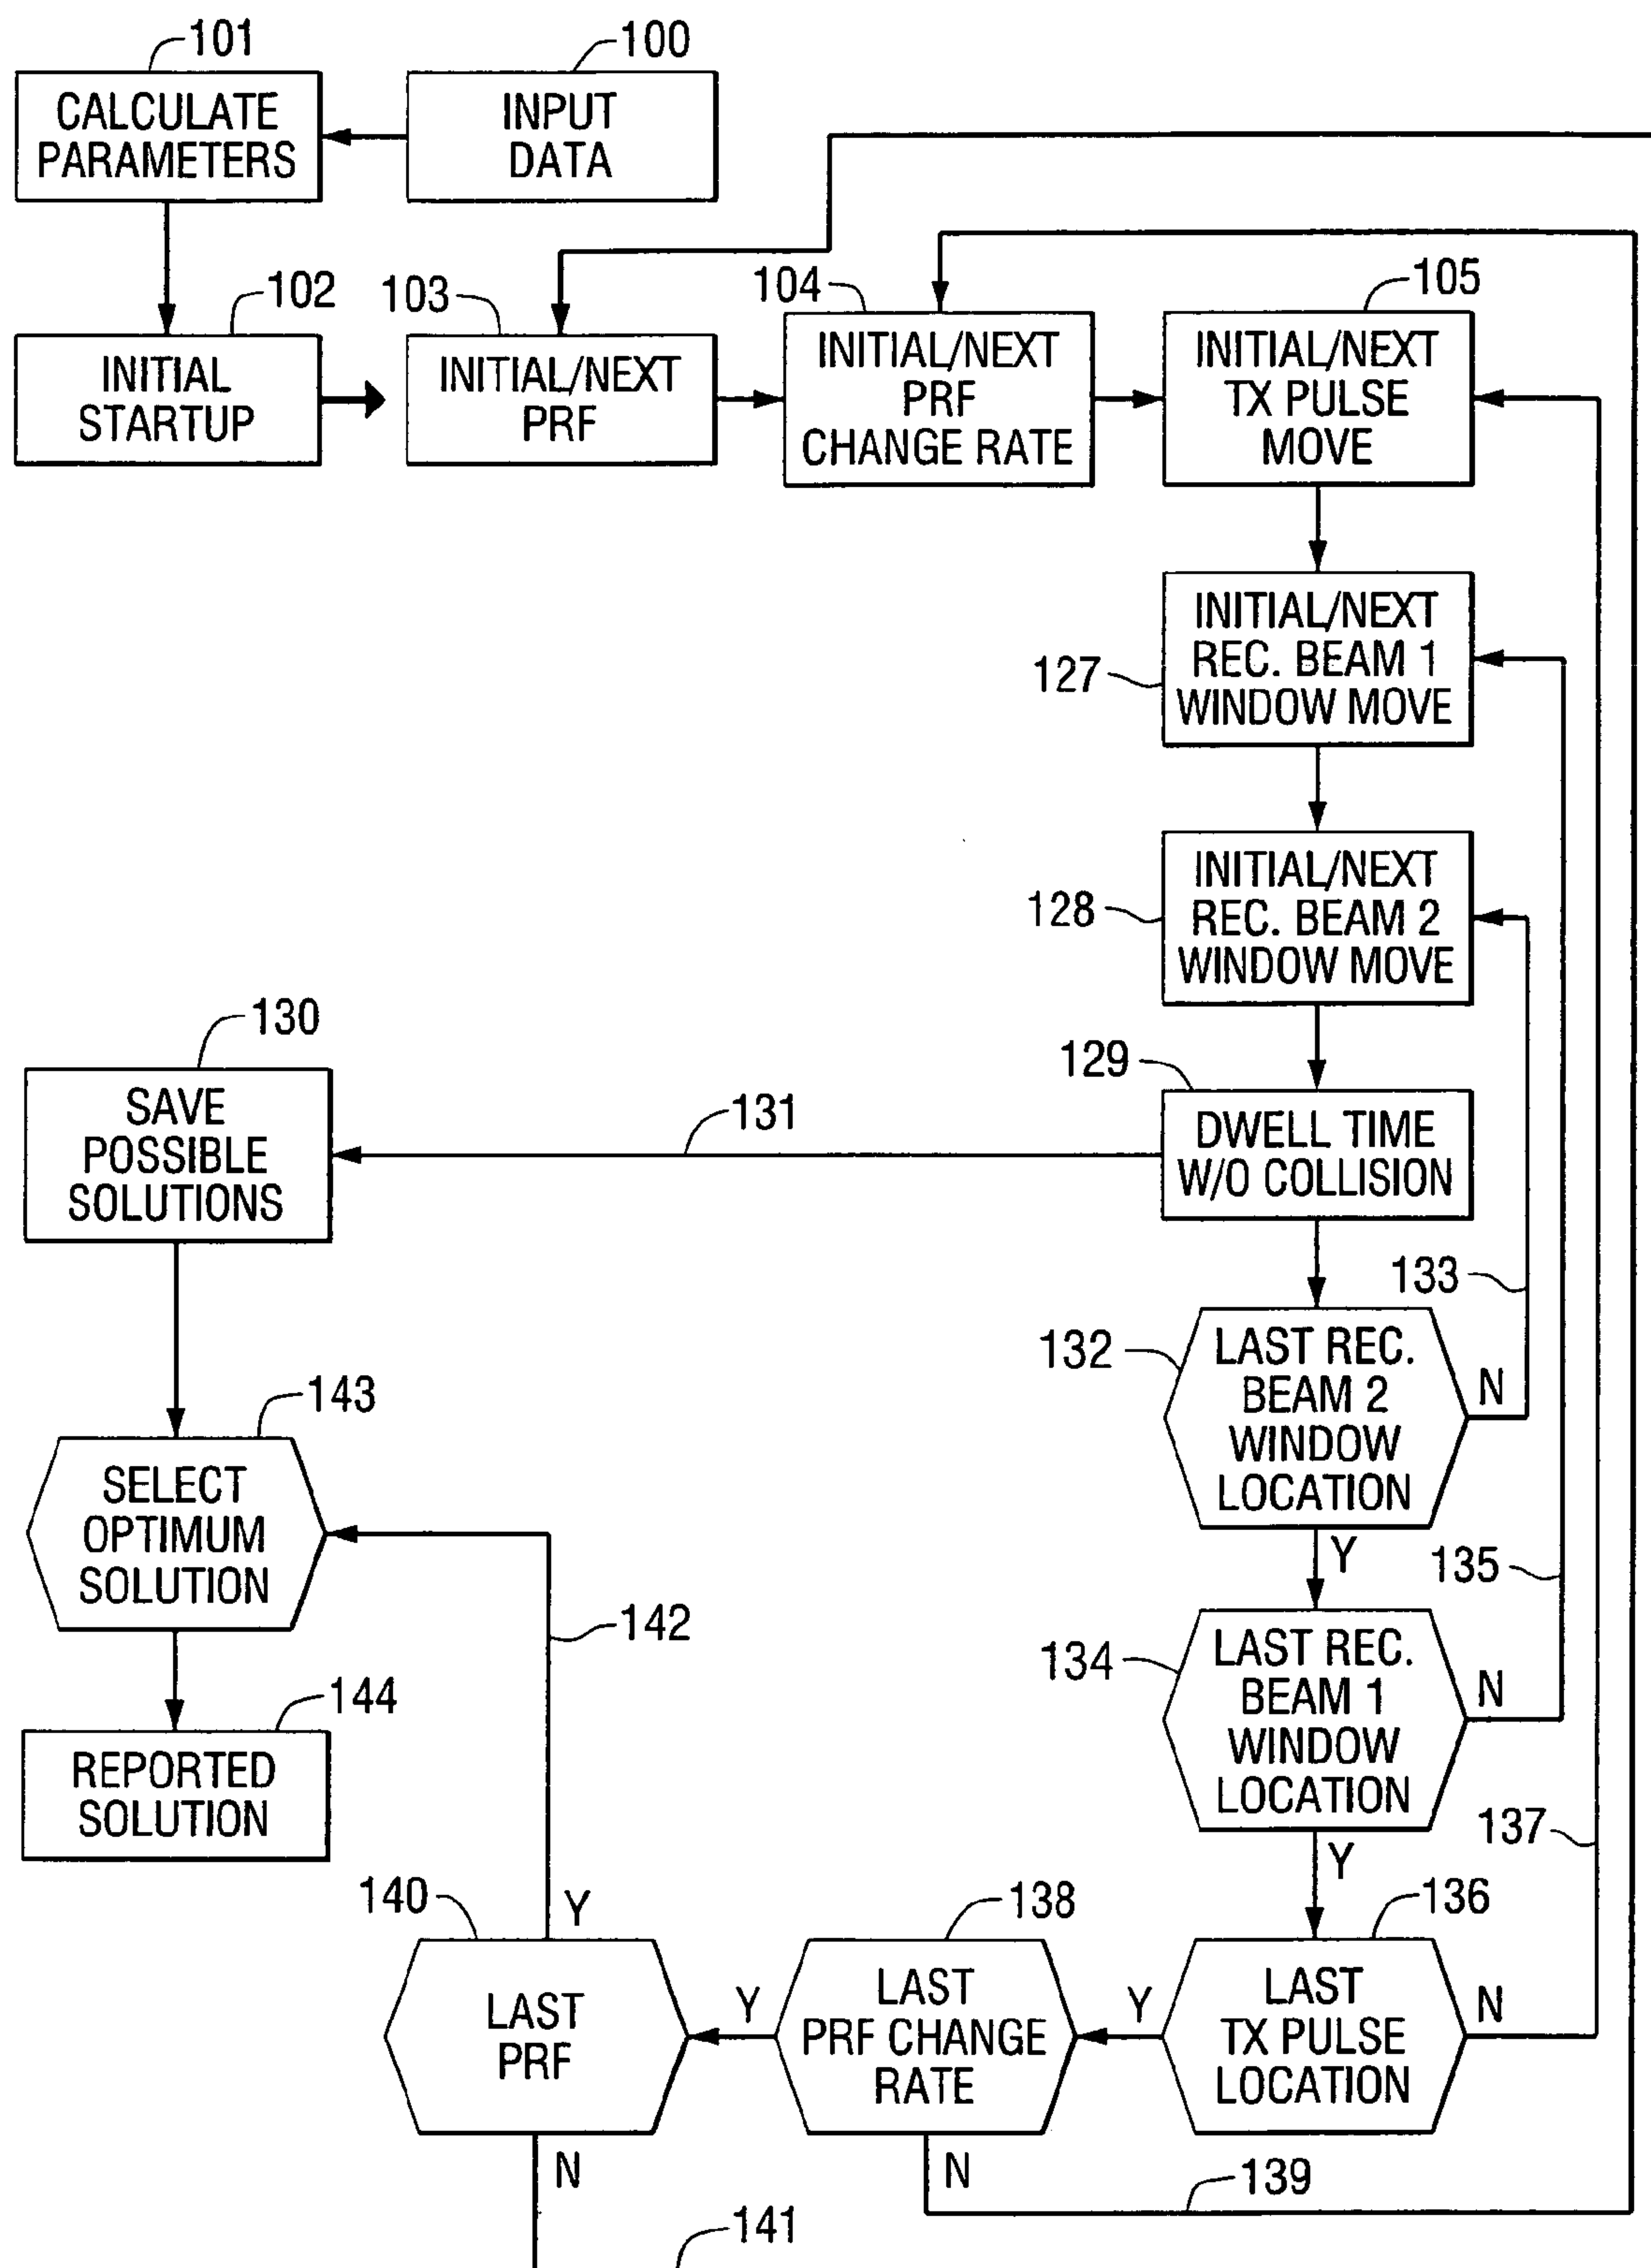 101
100
CALCULATE
PARAMETERS
INPUT
DATA
102
103
104
105
INITIAL
STARTUP
INITIAL/NEXT
PRF
INITIAL/NEXT
PRF
CHANGE RATE
INITIAL/NEXT
TX PULSE
MOVE
127
INITIAL/NEXT
REC. BEAM 1
WINDOW MOVE
128
INITIAL/NEXT
REC. BEAM 2
WINDOW MOVE
130
129
SAVE
POSSIBLE
SOLUTIONS
131
DWELL TIME
W/O COLLISION
133
132
LAST REC.
BEAM 2
WINDOW
LOCATION
N
Y
143
SELECT
OPTIMUM
SOLUTION
135
142
134
LAST REC.
BEAM 1
WINDOW
LOCATION
N
Y
144
REPORTED
SOLUTION
137
140
Y
138
136
LAST
PRF
Y
LAST
PRF CHANGE
RATE
Y
LAST
TX PULSE
LOCATION
N
N
N
139
141